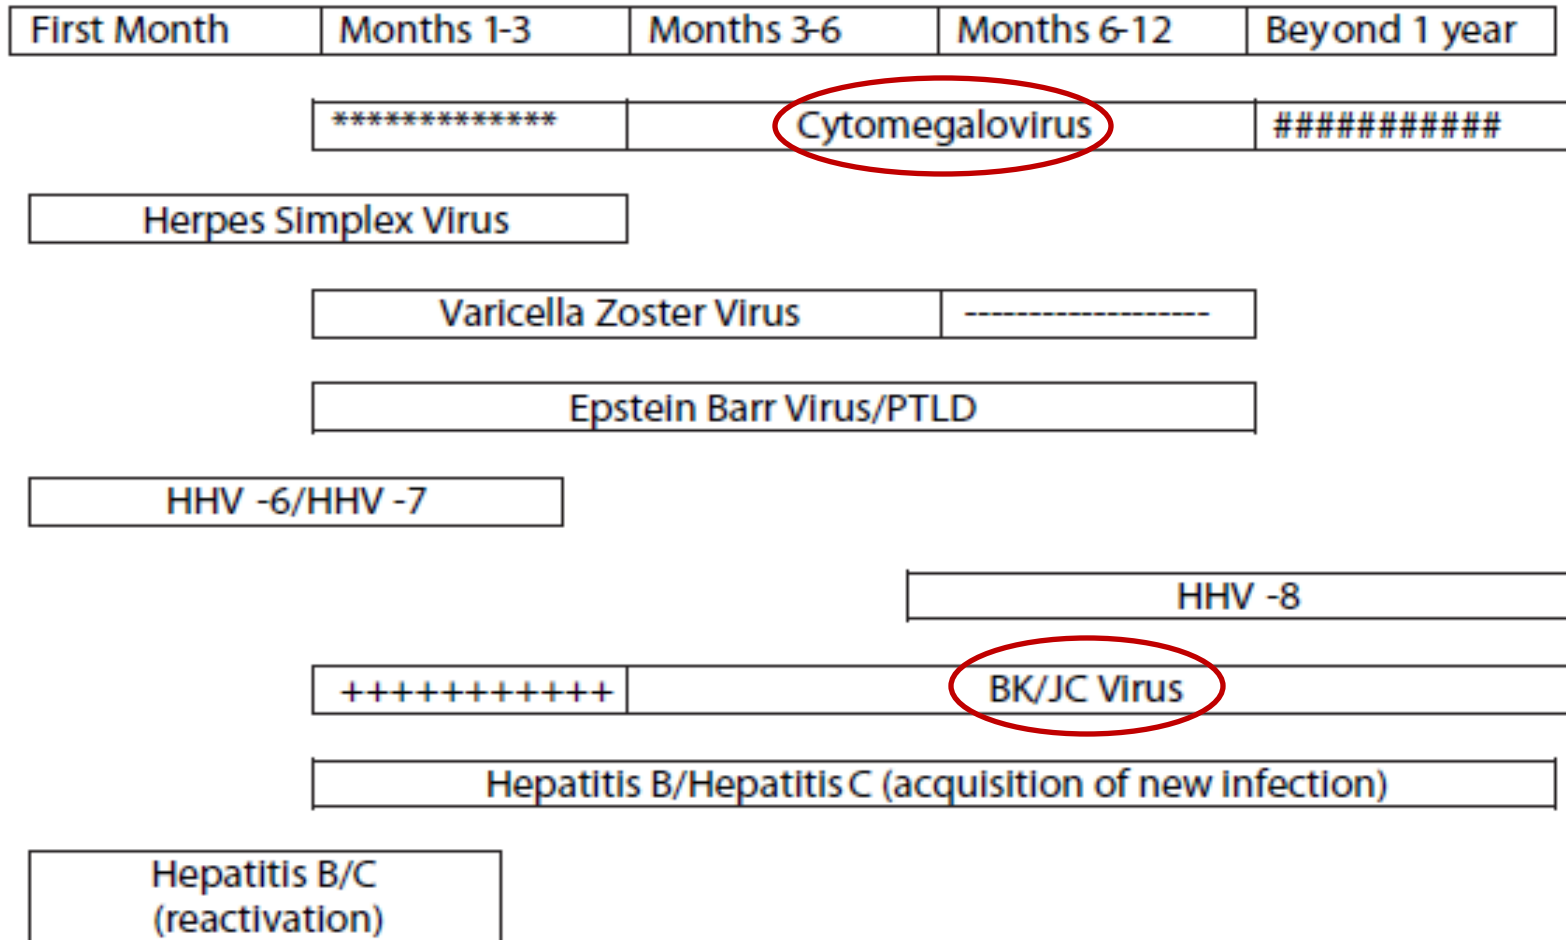 First Month Months 1-3 Months 3-6 Months 6-12 Beyond 1 year
************* Cytomegalovirus ###########
Herpes Simplex Virus
Varicella Zoster Virus -------------------
Epstein Barr Virus/PTLD
HHV -6/HHV -7
HHV -8
+++++++++++ BK/JC Virus
Hepatitis B/Hepatitis C (acquisition of new infection)
Hepatitis B/C
(reactivation)